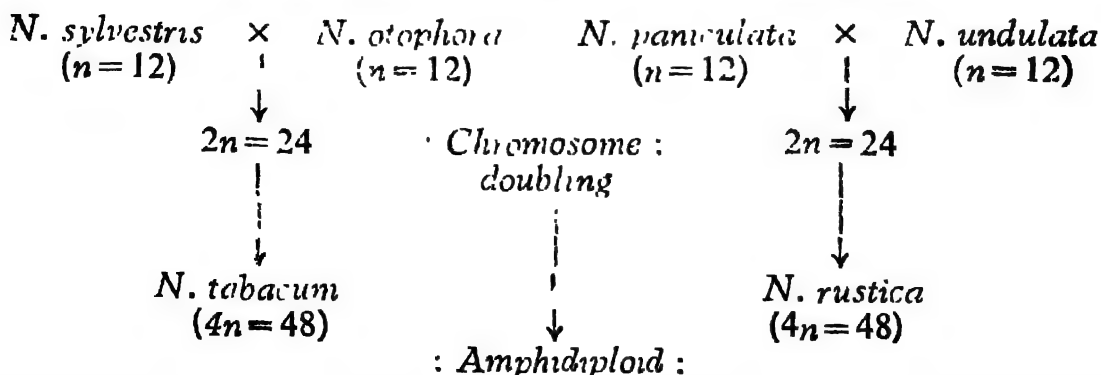 N. sylvestris × N. otophora N. paniculata × N. undulata
(n=12) (n=12) (n=12) (n=12)
2n=24 Chromosome : 2n=24
doubling
N. tabacum N. rustica
(4n=48) (4n=48)
: Amphidiploid :